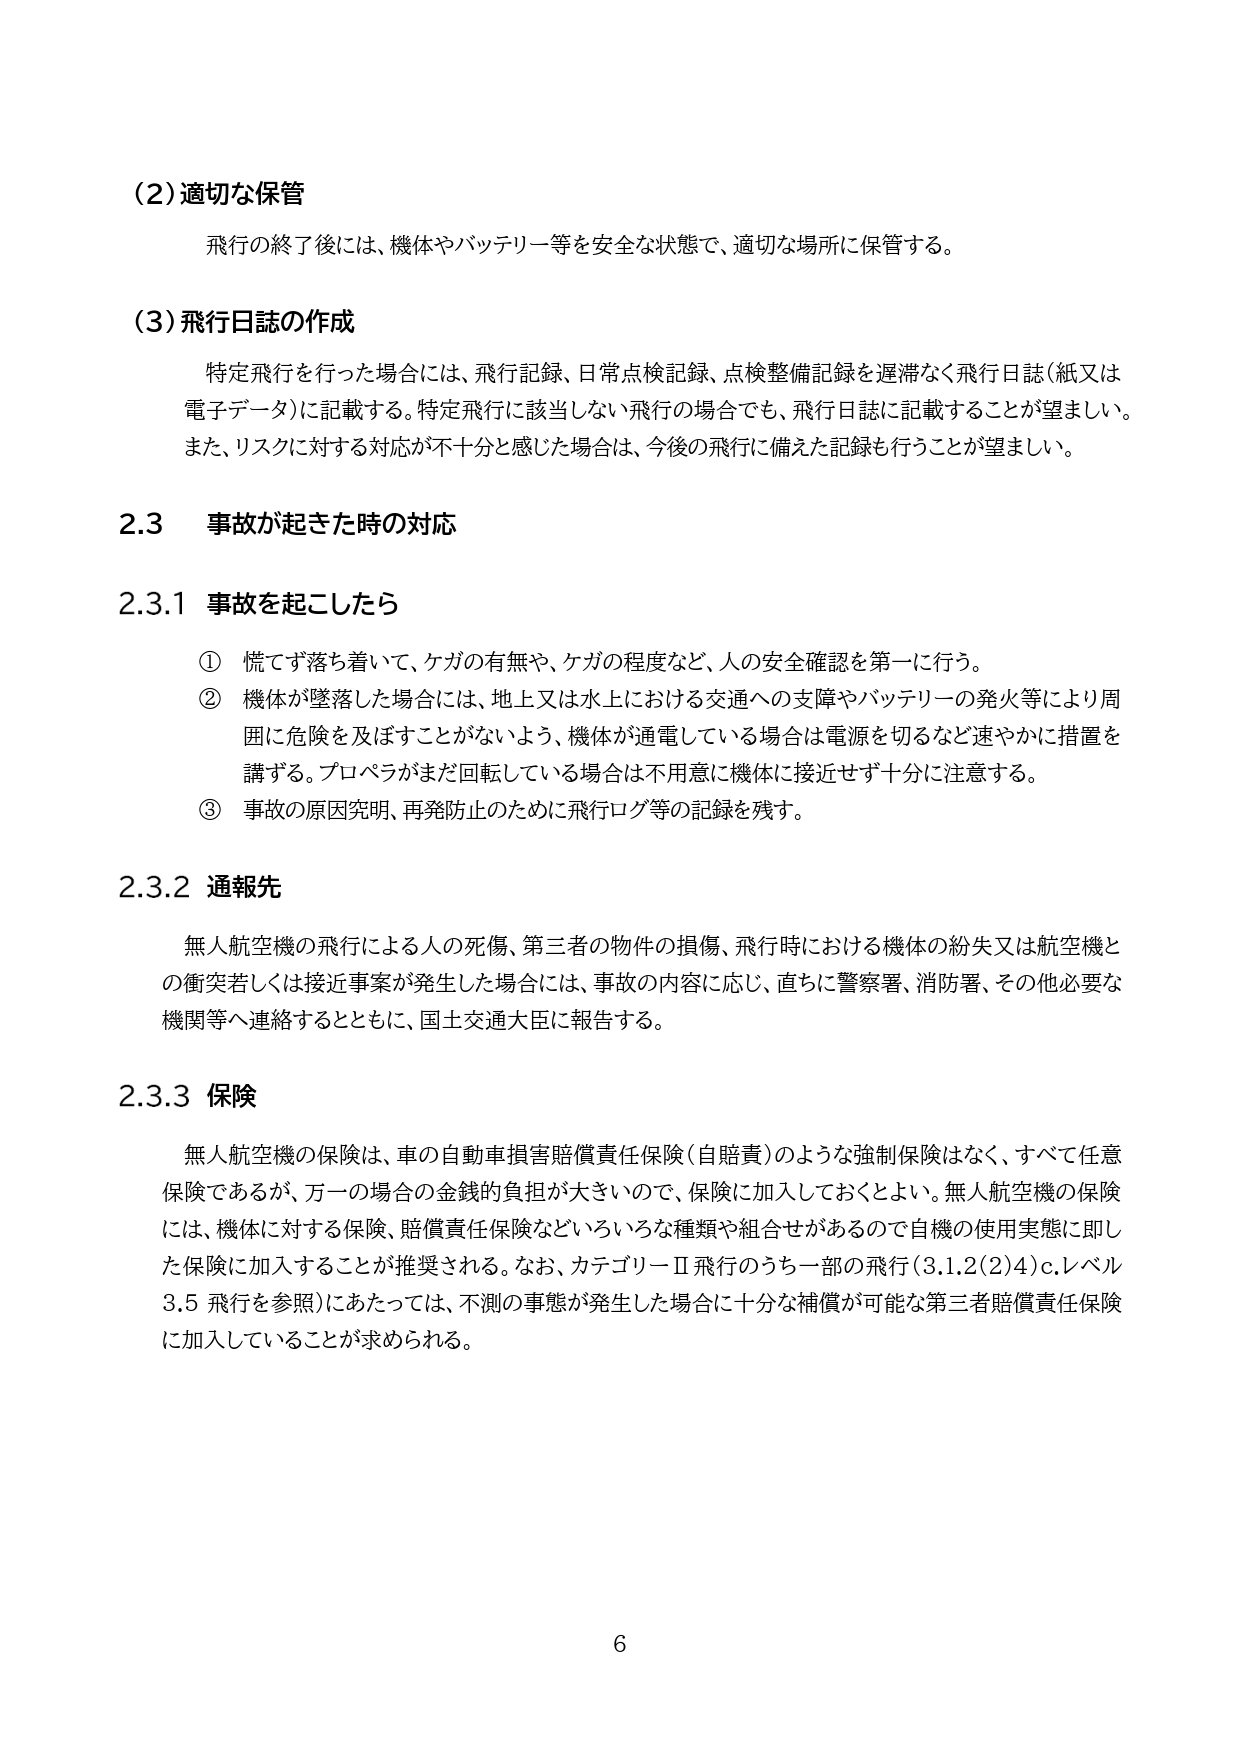 （２）適切な保管
飛行の終了後には、機体やバッテリー等を安全な状態で、適切な場所に保管する。
（３）飛行日誌の作成
特定飛行を行った場合には、飛行記録、日常点検記録、点検整備記録を遅滞なく飛行日誌（紙又は
電子データ）に記載する。特定飛行に該当しない飛行の場合でも、飛行日誌に記載することが望ましい。
また、リスクに対する対応が不十分と感じた場合は、今後の飛行に備えた記録も行うことが望ましい。
2.3 事故が起きた時の対応
2.3.1 事故を起こしたら
① 慌てず落ち着いて、ケガの有無や、ケガの程度など、人の安全確認を第一に行う。
② 機体が墜落した場合には、地上又は水上における交通への支障やバッテリーの発火等により周
囲に危険を及ぼすことがないよう、機体が通電している場合は電源を切るなど速やかに措置を
講ずる。プロペラがまだ回転している場合は不用意に機体に接近せず十分に注意する。
③ 事故の原因究明、再発防止のために飛行ログ等の記録を残す。
2.3.2 通報先
無人航空機の飛行による人の死傷、第三者の物件の損傷、飛行時における機体の紛失又は航空機と
の衝突若しくは接近事案が発生した場合には、事故の内容に応じ、直ちに警察署、消防署、その他必要な
機関等へ連絡するとともに、国土交通大臣に報告する。
2.3.3 保険
無人航空機の保険は、車の自動車損害賠償責任保険（自賠責）のような強制保険はなく、すべて任意
保険であるが、万一の場合の金銭的負担が大きいので、保険に加入しておくとよい。無人航空機の保険
には、機体に対する保険、賠償責任保険などいろいろな種類や組合せがあるので自機の使用実態に即し
た保険に加入することが推奨される。なお、カテゴリーⅡ飛行のうち一部の飛行（3.1.2(2)4)c.レベル
3.5 飛行を参照）にあたっては、不測の事態が発生した場合に十分な補償が可能な第三者賠償責任保険
に加入していることが求められる。
6